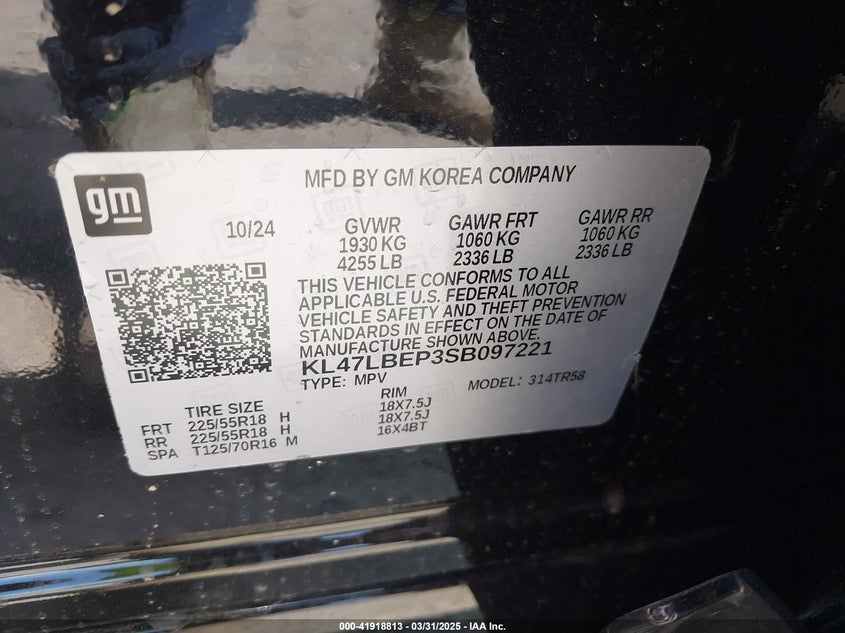 gm
MFD BY GM KOREA COMPANY
10/24
GVWR GAWR FRT GAWR RR
1930 KG 1060 KG 1060 KG
4255 LB 2336 LB 2336 LB
THIS VEHICLE CONFORMS TO ALL
APPLICABLE U.S. FEDERAL MOTOR
VEHICLE SAFETY AND THEFT PREVENTION
STANDARDS IN EFFECT ON THE DATE OF
MANUFACTURE SHOWN ABOVE.
KL47LBEP3SB097221
TYPE: MPV MODEL: 314TR58
TIRE SIZE RIM
FRT 225/55R18 H 18X7.5J
RR 225/55R18 H 18X7.5J
SPA T125/70R16 M 16X4BT
000-41918813 - 03/31/2025 - IAA Inc.